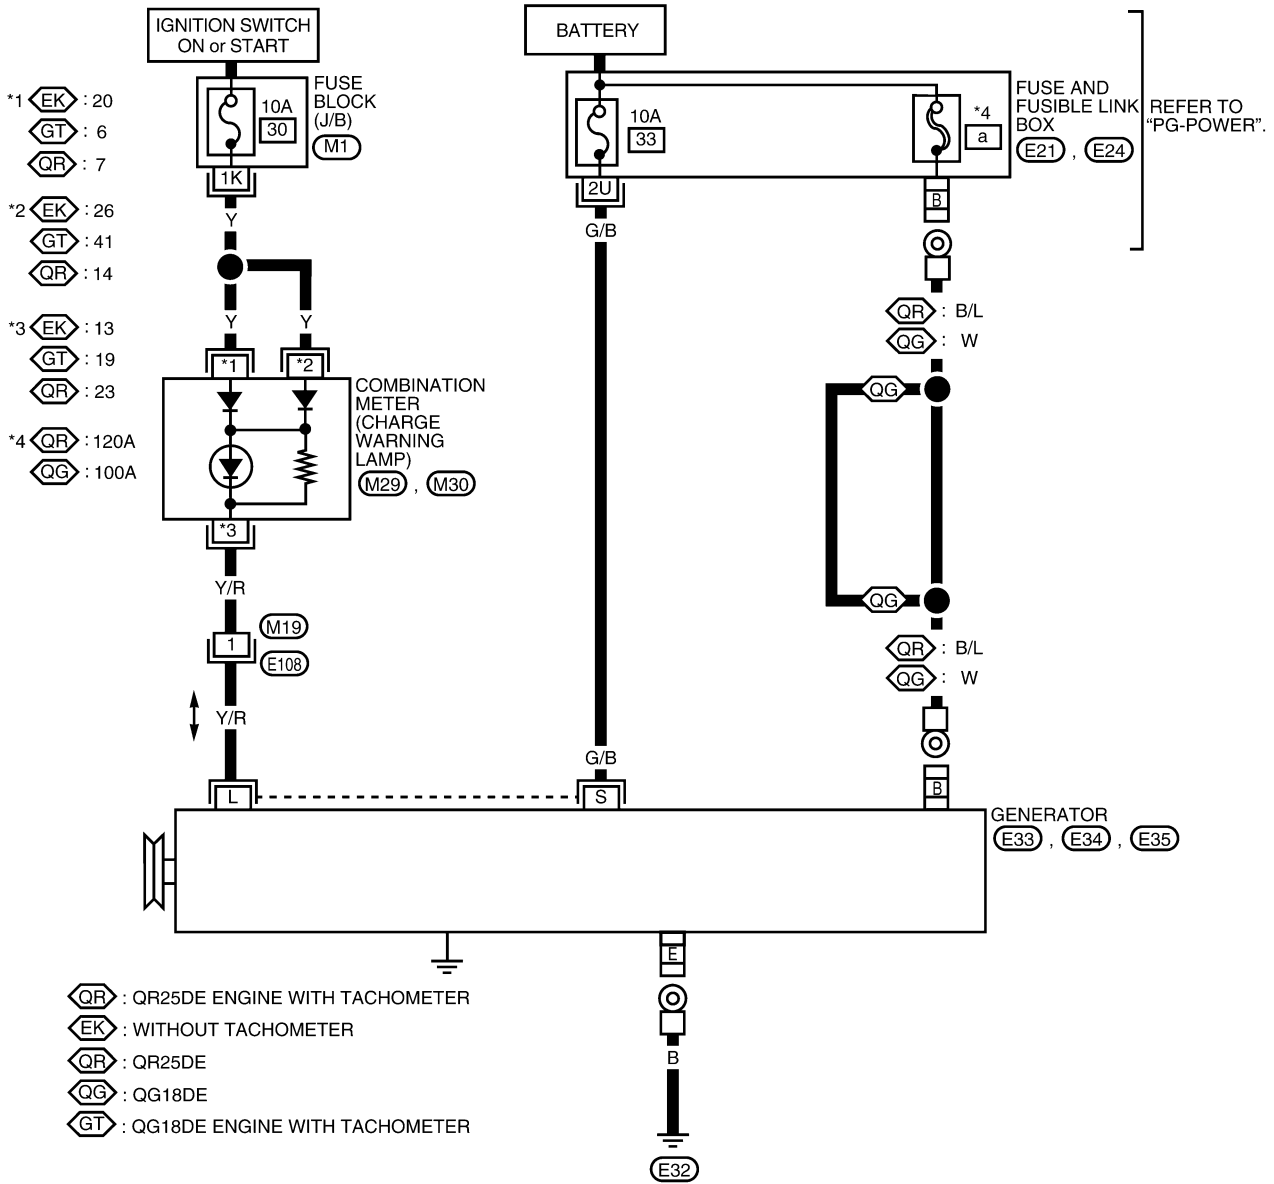 IGNITION SWITCH
ON or START
BATTERY
*1 EK : 20
GT : 6
QR : 7
*2 EK : 26
GT : 41
QR : 14
*3 EK : 13
GT : 19
QR : 23
*4 QR : 120A
QG : 100A
10A
30
FUSE
BLOCK
(J/B)
M1
1K
Y
Y
Y
*1
*2
COMBINATION
METER
(CHARGE
WARNING
LAMP)
M29 , M30
*3
Y/R
1
M19
E108
Y/R
L
10A
33
2U
G/B
G/B
S
*4
a
FUSE AND
FUSIBLE LINK
BOX
E21 , E24
REFER TO
“PG-POWER”.
B
QR : B/L
QG : W
QG
QG
QR : B/L
QG : W
B
GENERATOR
E33 , E34 , E35
E
B
E32
QR : QR25DE ENGINE WITH TACHOMETER
EK : WITHOUT TACHOMETER
QR : QR25DE
QG : QG18DE
GT : QG18DE ENGINE WITH TACHOMETER